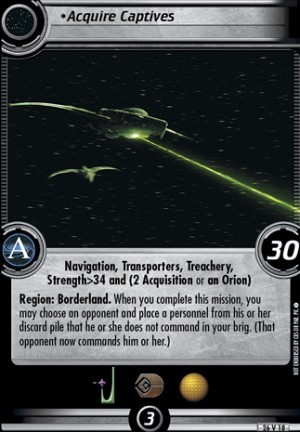 •Acquire Captives
A
30
Navigation, Transporters, Treachery,
Strength>34 and (2 Acquisition or an Orion)
Region: Borderland. When you complete this mission, you
may choose an opponent and place a personnel from his or her
discard pile that he or she does not command in your brig. (That
opponent now commands him or her.)
3